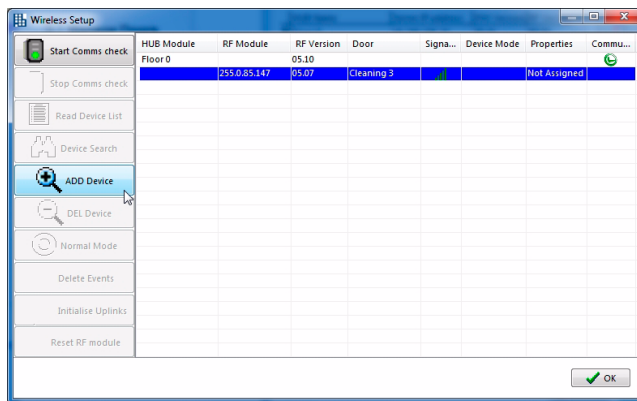 Wireless Setup
Start Comms check
Stop Comms check
Read Device List
Device Search
ADD Device
DEL Device
Normal Mode
Delete Events
Initialise Uplinks
Reset RF module
HUB Module RF Module RF Version Door Signa... Device Mode Properties Commu...
Floor 0 05.10
255.0.85.147 05.07 Cleaning 3 Not Assigned
OK